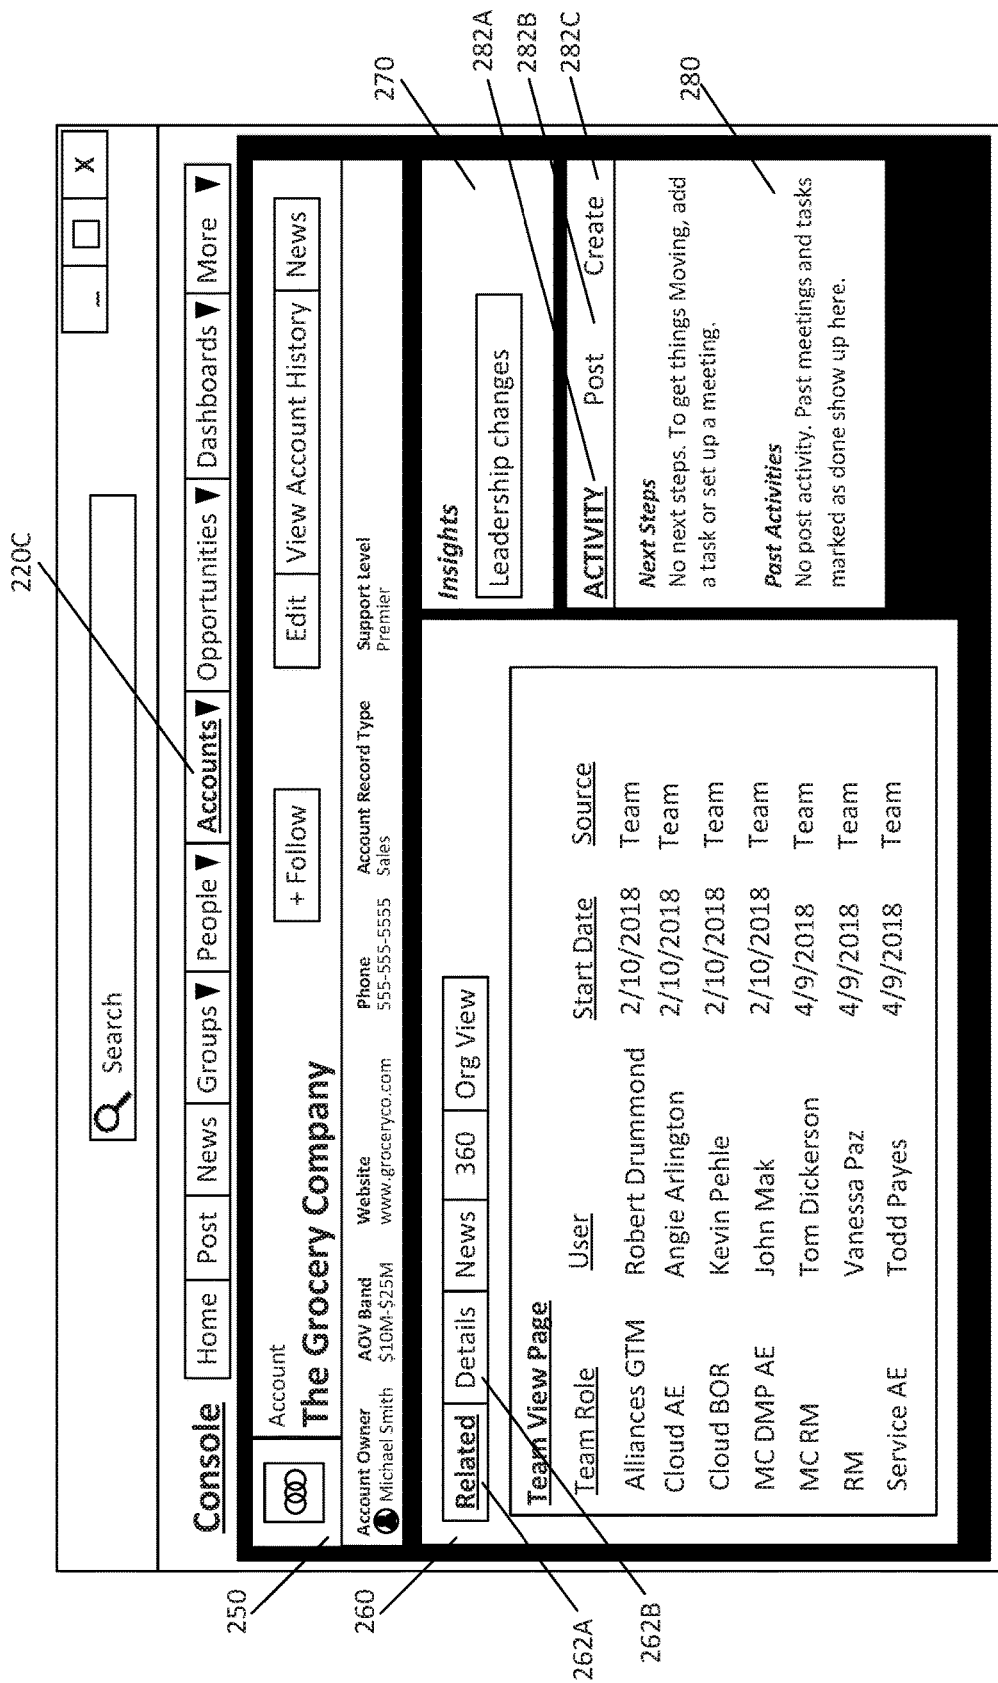 Search
– □ X
220C
Console
Home Post News Groups People Accounts Opportunities Dashboards More
250
Account
The Grocery Company
+ Follow
Edit View Account History News
Account Owner AOV Band Website Phone Account Record Type Support Level
Michael Smith $10M-$25M www.groceryco.com 555-555-5555 Sales Premier
260
262A
262B
Related Details News 360 Org View
Team View Page
Team Role User Start Date Source
Alliances GTM Robert Drummond 2/10/2018 Team
Cloud AE Angie Arlington 2/10/2018 Team
Cloud BOR Kevin Pehle 2/10/2018 Team
MC DMP AE John Mak 2/10/2018 Team
MC RM Tom Dickerson 4/9/2018 Team
RM Vanessa Paz 4/9/2018 Team
Service AE Todd Payes 4/9/2018 Team
270
Insights
Leadership changes
282A
282B
282C
ACTIVITY Post Create
280
Next Steps
No next steps. To get things Moving, add
a task or set up a meeting.
Past Activities
No post activity. Past meetings and tasks
marked as done show up here.